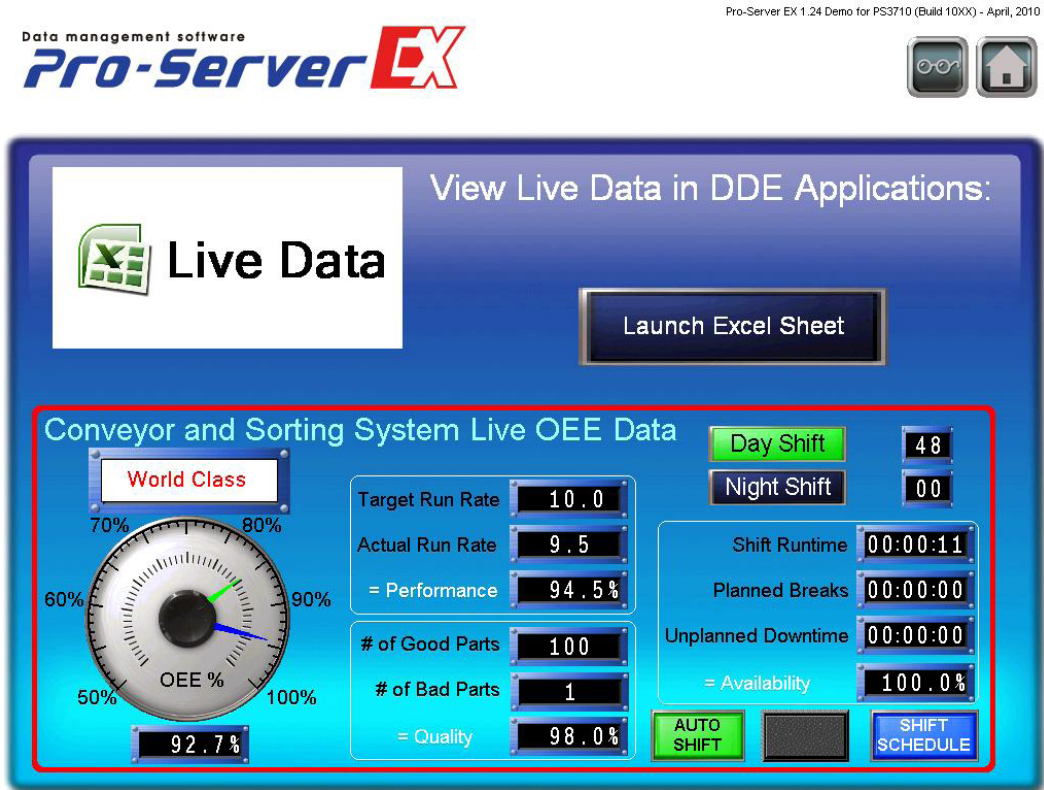 Pro-Server EX 1.24 Demo for PS3710 (Build 10XX) - April, 2010
Data management software
Pro-Server EX
View Live Data in DDE Applications:
Live Data
Launch Excel Sheet
Conveyor and Sorting System Live OEE Data
Day Shift 48
Night Shift 00
World Class
70% 80%
60% 90%
50% 100%
OEE %
92.7%
Target Run Rate 10.0
Actual Run Rate 9.5
= Performance 94.5%
# of Good Parts 100
# of Bad Parts 1
= Quality 98.0%
Shift Runtime 00:00:11
Planned Breaks 00:00:00
Unplanned Downtime 00:00:00
= Availability 100.0%
AUTO
SHIFT
SHIFT
SCHEDULE